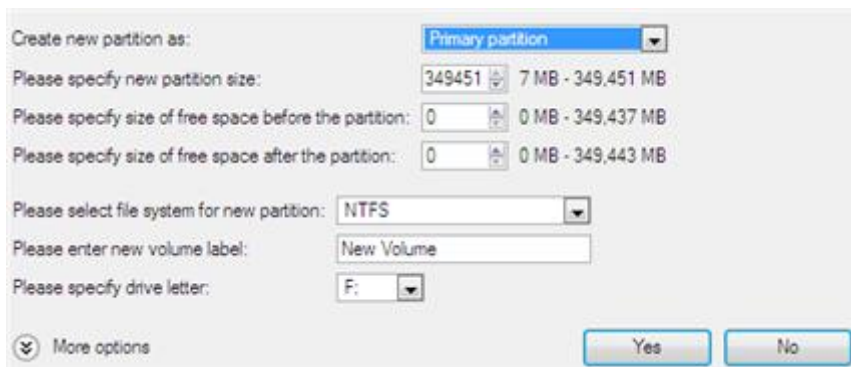 Create new partition as: Primary partition
Please specify new partition size: 349451 7 MB - 349,451 MB
Please specify size of free space before the partition: 0 0 MB - 349,437 MB
Please specify size of free space after the partition: 0 0 MB - 349,443 MB
Please select file system for new partition: NTFS
Please enter new volume label: New Volume
Please specify drive letter: F:
More options Yes No